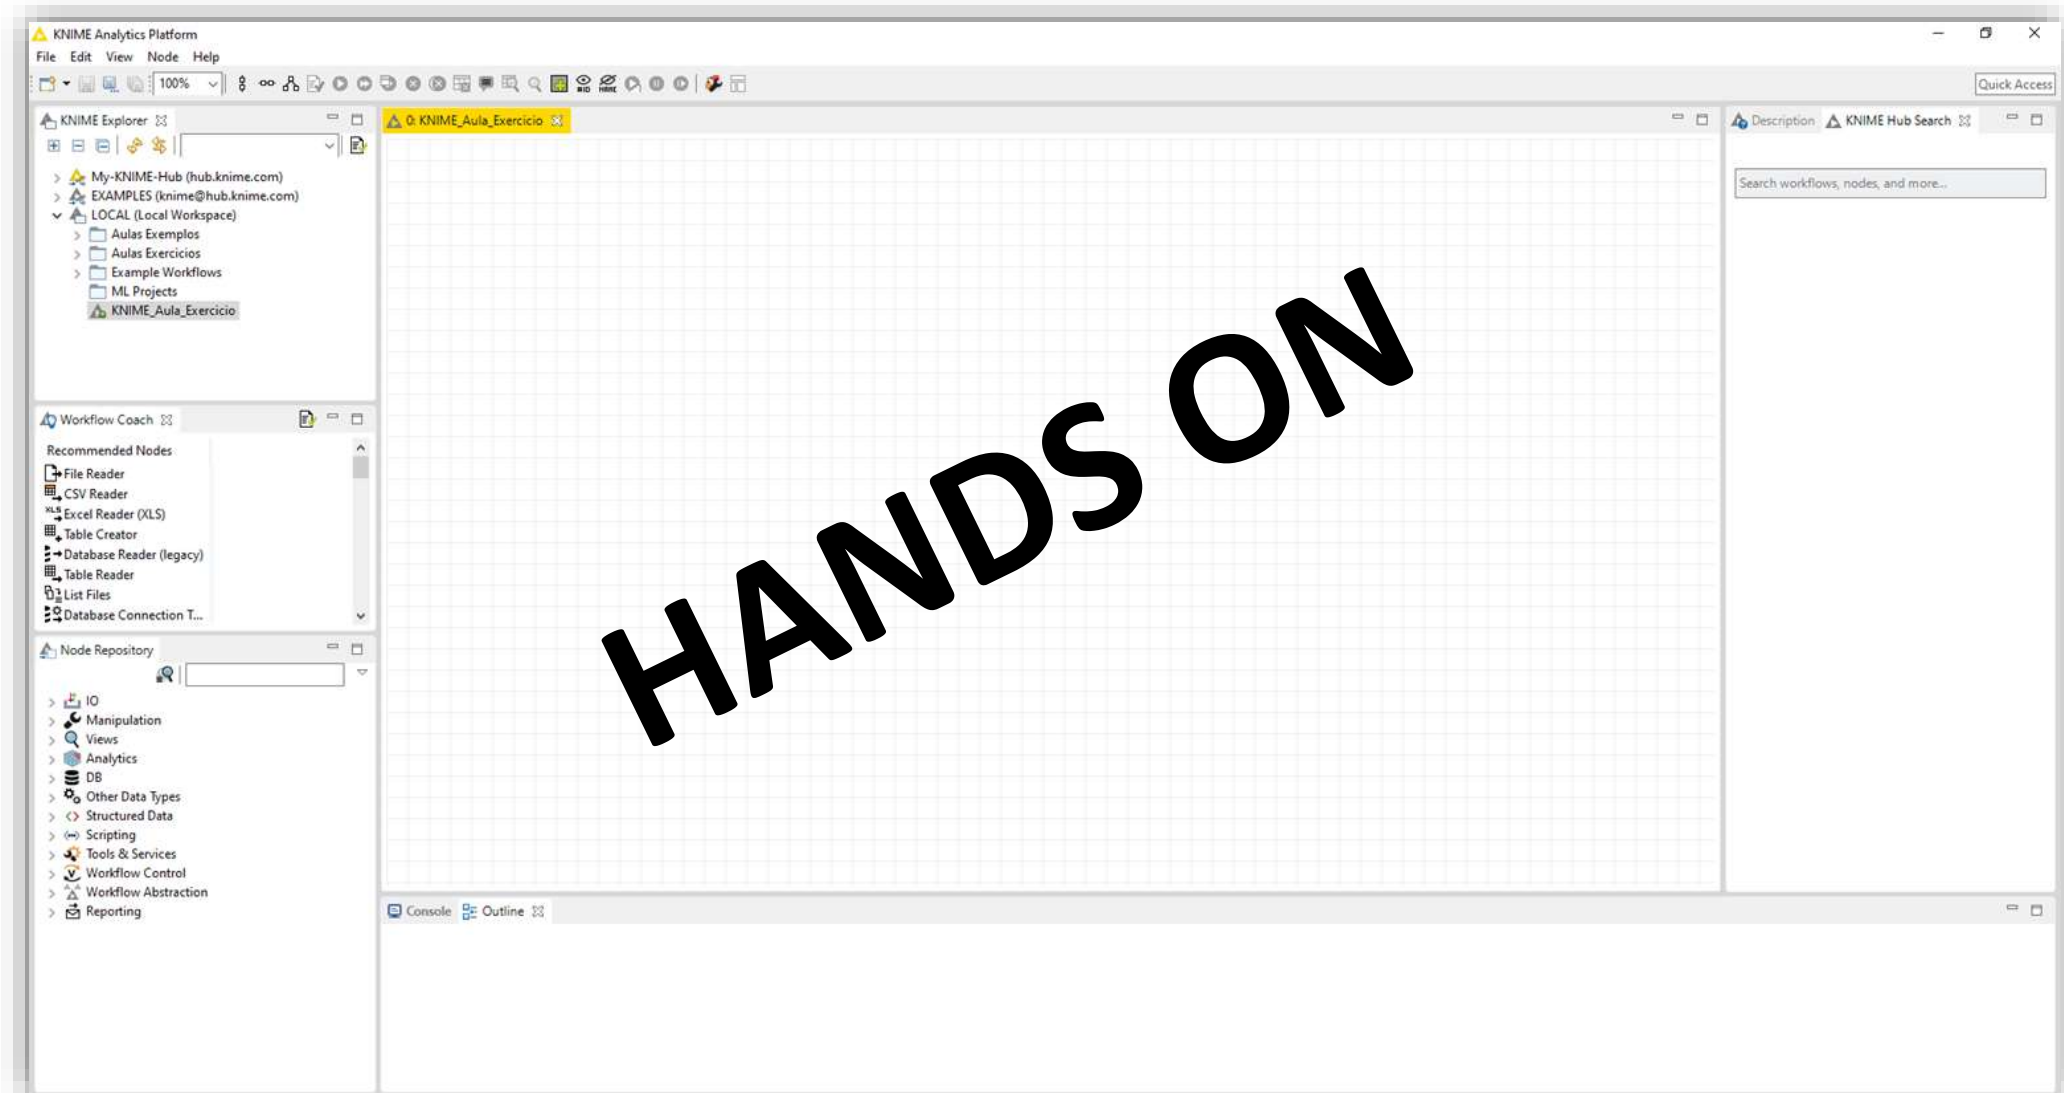 KNIME Analytics Platform
File Edit View Node Help
100%
Quick Access
KNIME Explorer
My-KNIME-Hub (hub.knime.com)
EXAMPLES (knime@hub.knime.com)
LOCAL (Local Workspace)
Aulas Exemplos
Aulas Exercicios
Example Workflows
ML Projects
KNIME_Aula_Exercicio
Workflow Coach
Recommended Nodes
File Reader
CSV Reader
XLS Excel Reader (XLS)
Table Creator
Database Reader (legacy)
Table Reader
List Files
Database Connection T...
Node Repository
IO
Manipulation
Views
Analytics
DB
Other Data Types
Structured Data
Scripting
Tools & Services
Workflow Control
Workflow Abstraction
Reporting
0: KNIME_Aula_Exercicio
HANDS ON
Console Outline
Description KNIME Hub Search
Search workflows, nodes, and more...